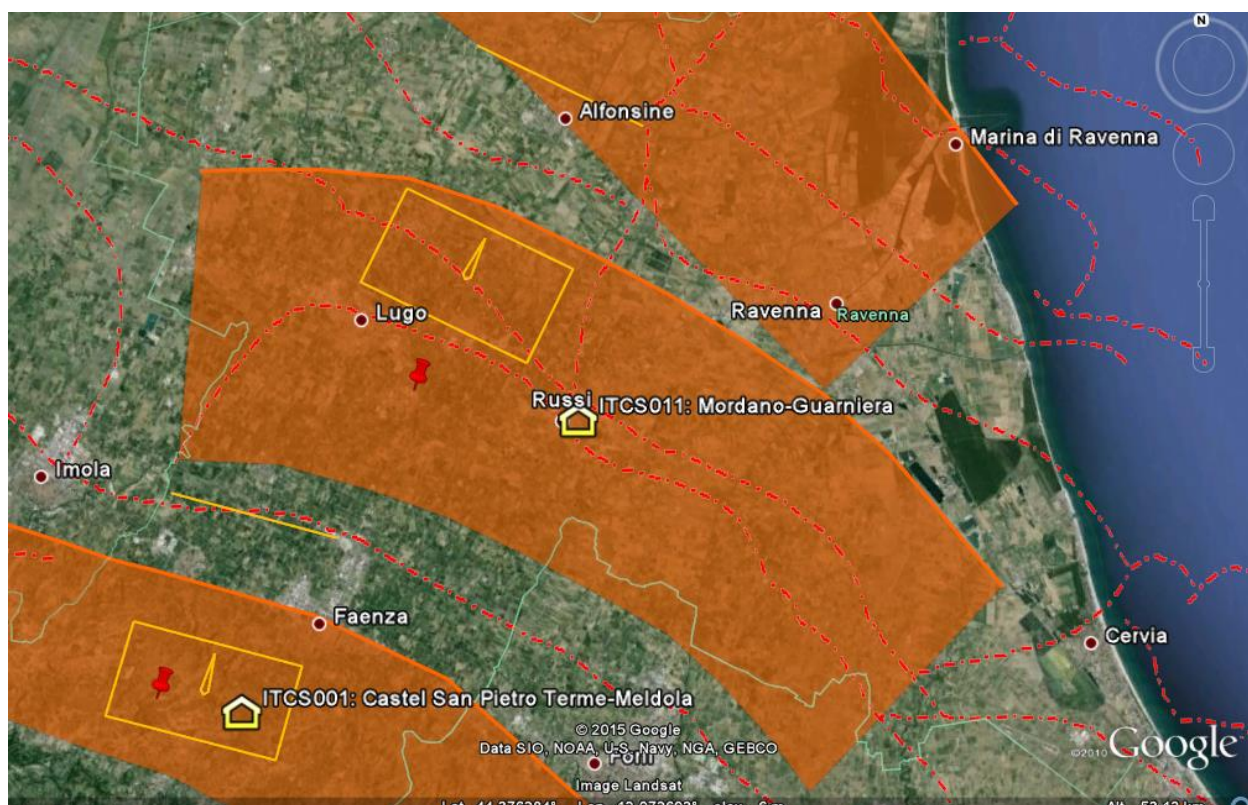 N
Alfonsine
Marina di Ravenna
Lugo
Ravenna
Ravenna
Russi
ITCS011: Mordano-Guarniera
Imola
Faenza
Cervia
ITCS001: Castel San Pietro Terme-Meldola
© 2015 Google
Data SIO, NOAA, U.S. Navy, NGA, GEBCO
©2010 Google
Forlì
Image Landsat